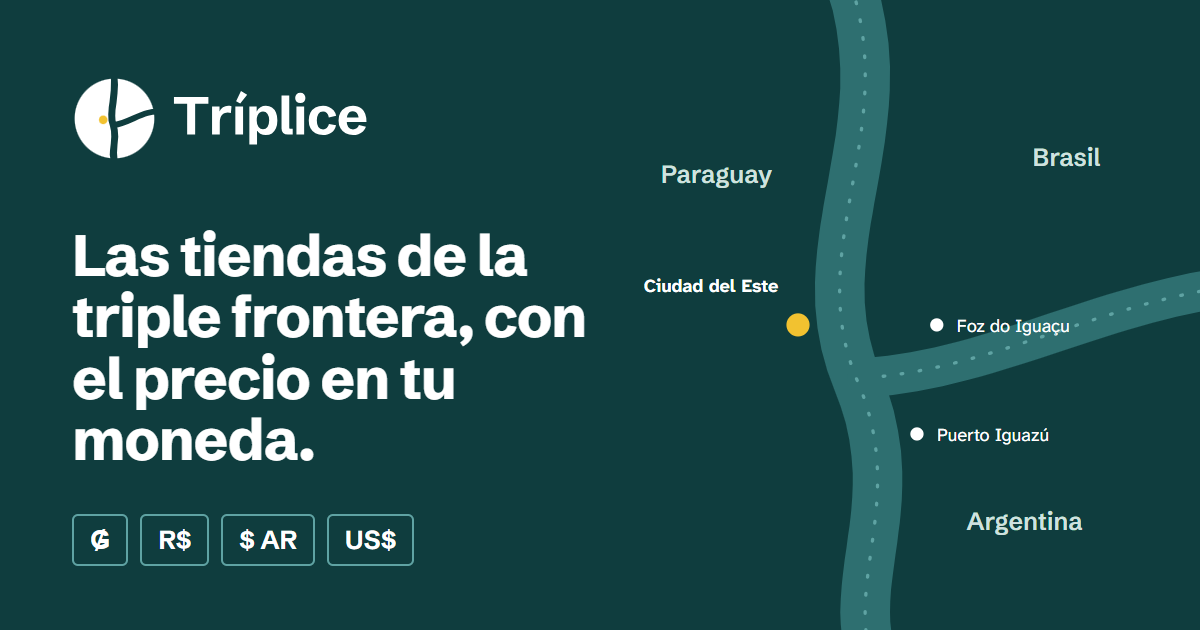 Tríplice
Las tiendas de la
triple frontera, con
el precio en tu
moneda.
₲
R$
$ AR
US$
Paraguay
Brasil
Ciudad del Este
Foz do Iguaçu
Puerto Iguazú
Argentina